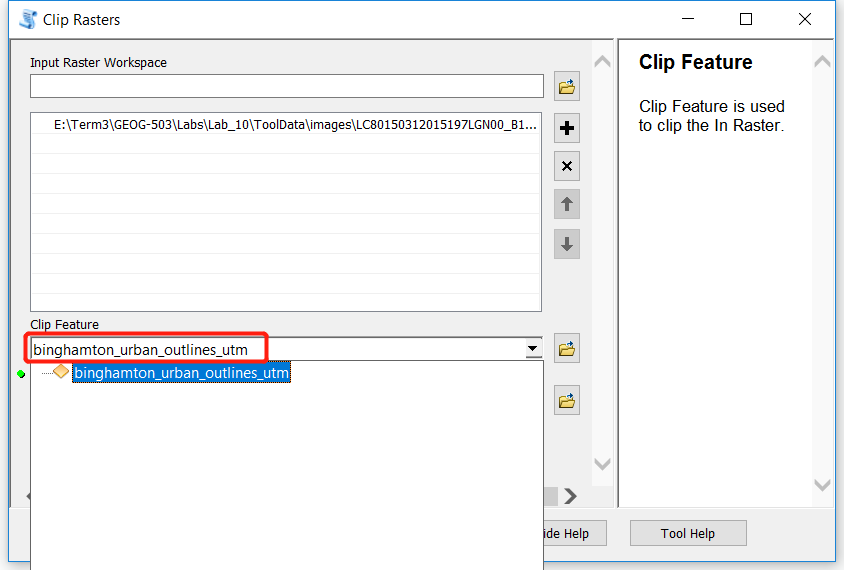 Clip Rasters
Input Raster Workspace
E:\Term3\GEOG-503\Labs\Lab_10\ToolData\images\LC80150312015197LGN00_B1...
Clip Feature
binghamton_urban_outlines_utm
binghamton_urban_outlines_utm
Help
Tool Help
Clip Feature
Clip Feature is used
to clip the In Raster.